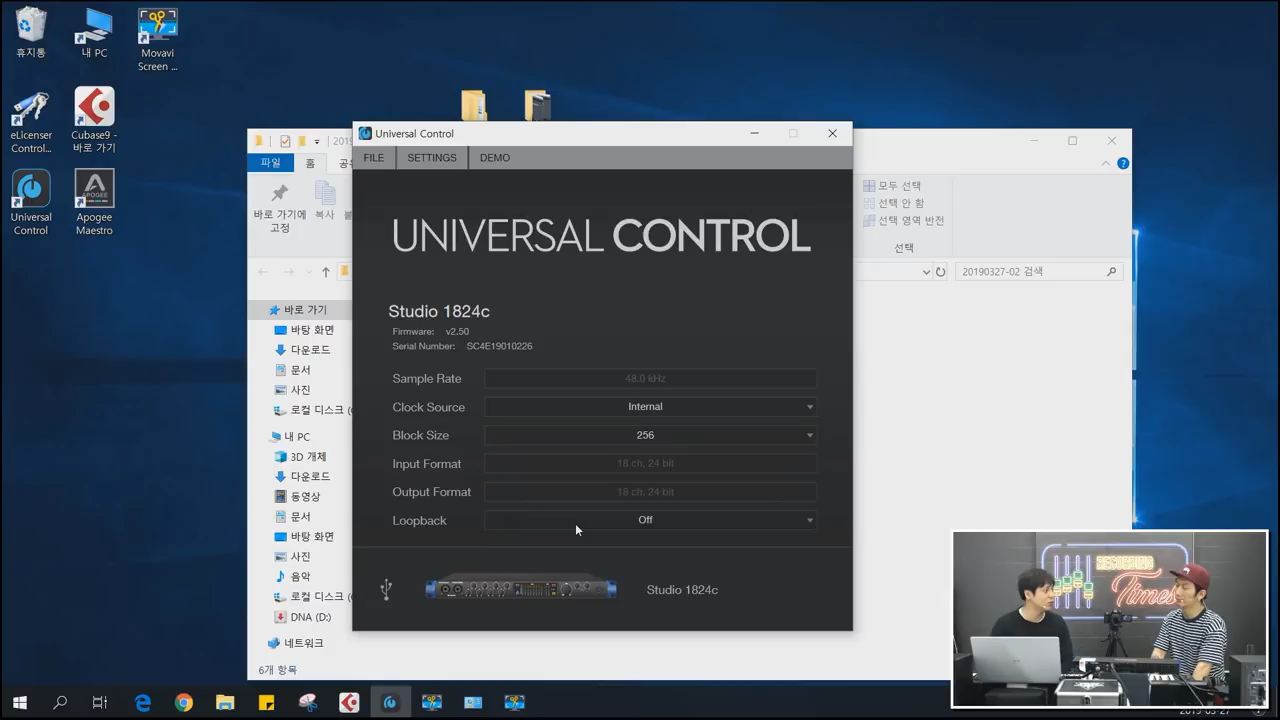 휴지통
내 PC
Movavi
Screen ...
eLicenser
Control...
Cubase9 -
바로 가기
Universal
Control
Apogee
Maestro
파일
홈
바로 가기에
고정
복사
모두 선택
선택 안 함
선택 영역 반전
선택
20190327-02 검색
바로 가기
바탕 화면
다운로드
문서
사진
로컬 디스크 (
내 PC
3D 개체
다운로드
동영상
문서
바탕 화면
사진
음악
로컬 디스크 (
DNA (D:)
네트워크
6개 항목
Universal Control
FILE
SETTINGS
DEMO
UNIVERSAL CONTROL
Studio 1824c
Firmware: v2.50
Serial Number: SC4E19010226
Sample Rate 48.0 kHz
Clock Source Internal
Block Size 256
Input Format 18 ch, 24 bit
Output Format 18 ch, 24 bit
Loopback Off
Studio 1824c
RECORDING
Times
2019-03-27